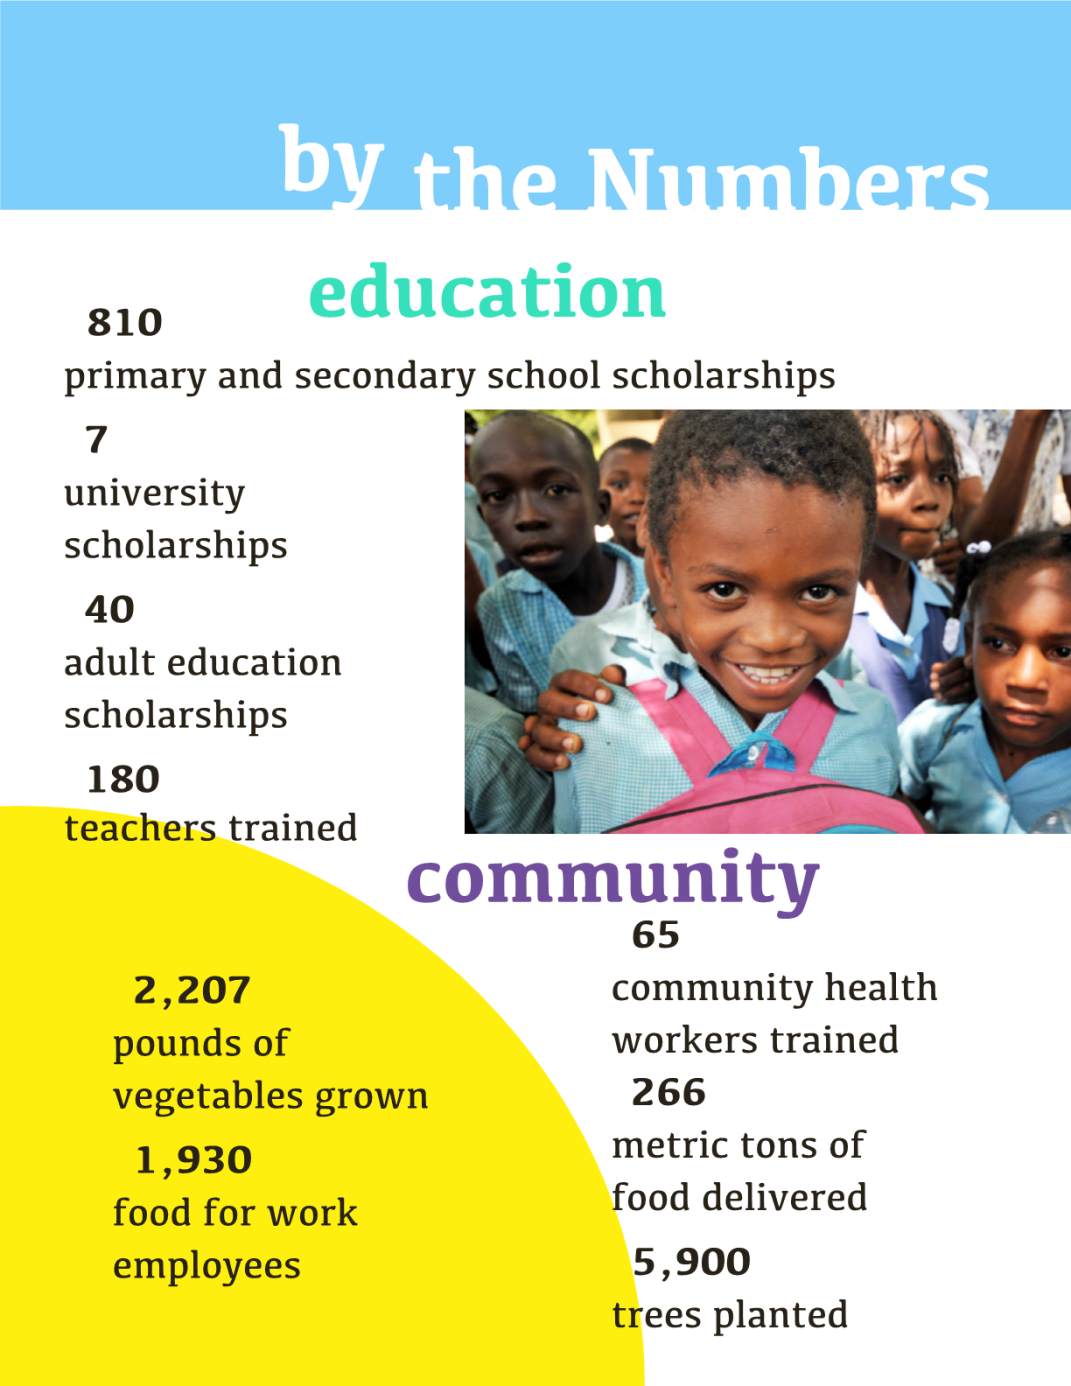 by the Numbers
education
810
primary and secondary school scholarships
7
university
scholarships
40
adult education
scholarships
180
teachers trained
community
2,207
pounds of
vegetables grown
1,930
food for work
employees
65
community health
workers trained
266
metric tons of
food delivered
5,900
trees planted